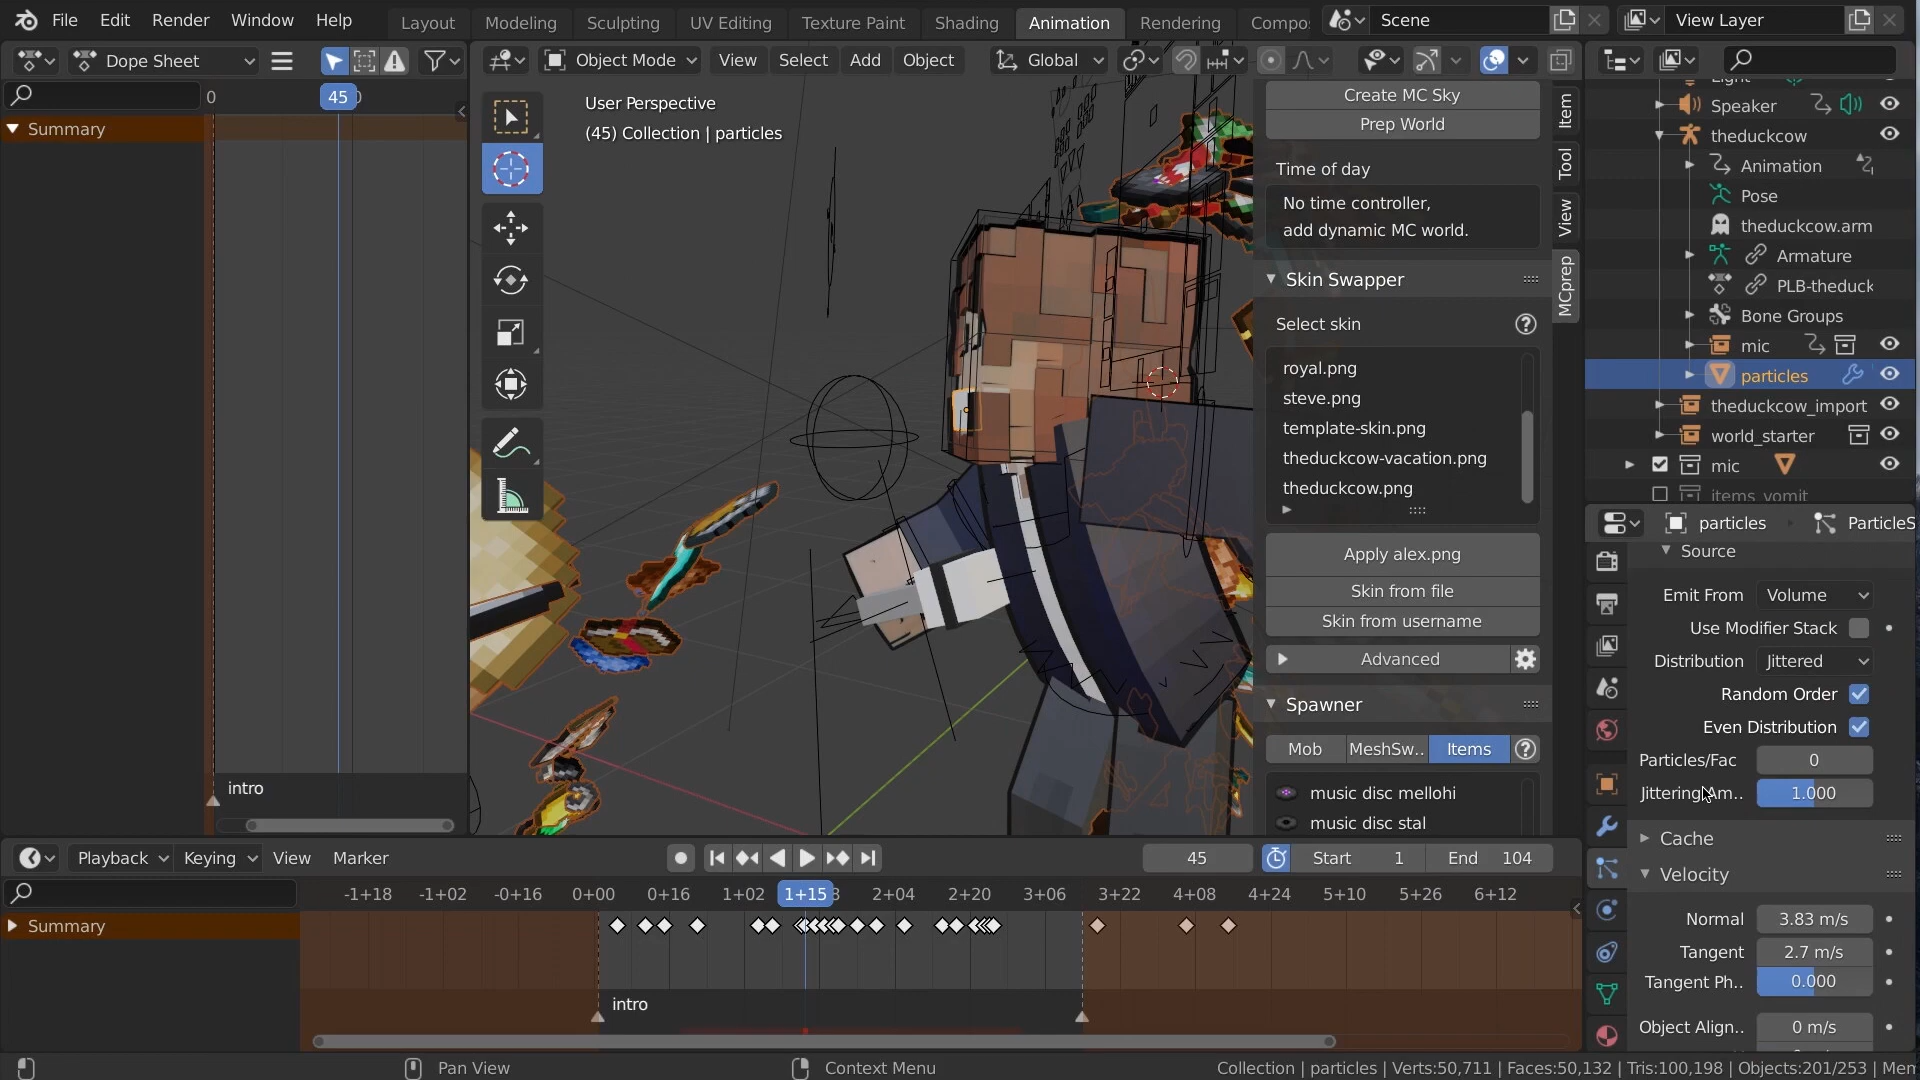 File Edit Render Window Help Layout Modeling Sculpting UV Editing Texture Paint Shading Animation Rendering Compo Scene View Layer
Dope Sheet Object Mode View Select Add Object Global
0 45
Summary
intro
User Perspective
(45) Collection | particles
Create MC Sky
Prep World
Time of day
No time controller,
add dynamic MC world.
Skin Swapper
Select skin
royal.png
steve.png
template-skin.png
theduckcow-vacation.png
theduckcow.png
Apply alex.png
Skin from file
Skin from username
Advanced
Spawner
Mob MeshSw.. Items
music disc mellohi
music disc stal
Item
Tool
View
MCprep
Light
Speaker
theduckcow
Animation
Pose
theduckcow.arm
Armature
PLB-theduck
Bone Groups
mic
particles
theduckcow_import
world_starter
mic
items_vomit
particles ParticleS
Source
Emit From Volume
Use Modifier Stack
Distribution Jittered
Random Order
Even Distribution
Particles/Fac 0
Jittering Am.. 1.000
Cache
Velocity
Normal 3.83 m/s
Tangent 2.7 m/s
Tangent Ph.. 0.000
Object Align.. 0 m/s
Playback Keying View Marker 45 Start 1 End 104
-1+18 -1+02 -0+16 0+00 0+16 1+02 1+15 2+04 2+20 3+06 3+22 4+08 4+24 5+10 5+26 6+12
Summary
intro
Pan View Context Menu Collection | particles | Verts:50,711 | Faces:50,132 | Tris:100,198 | Objects:201/253 | Mem